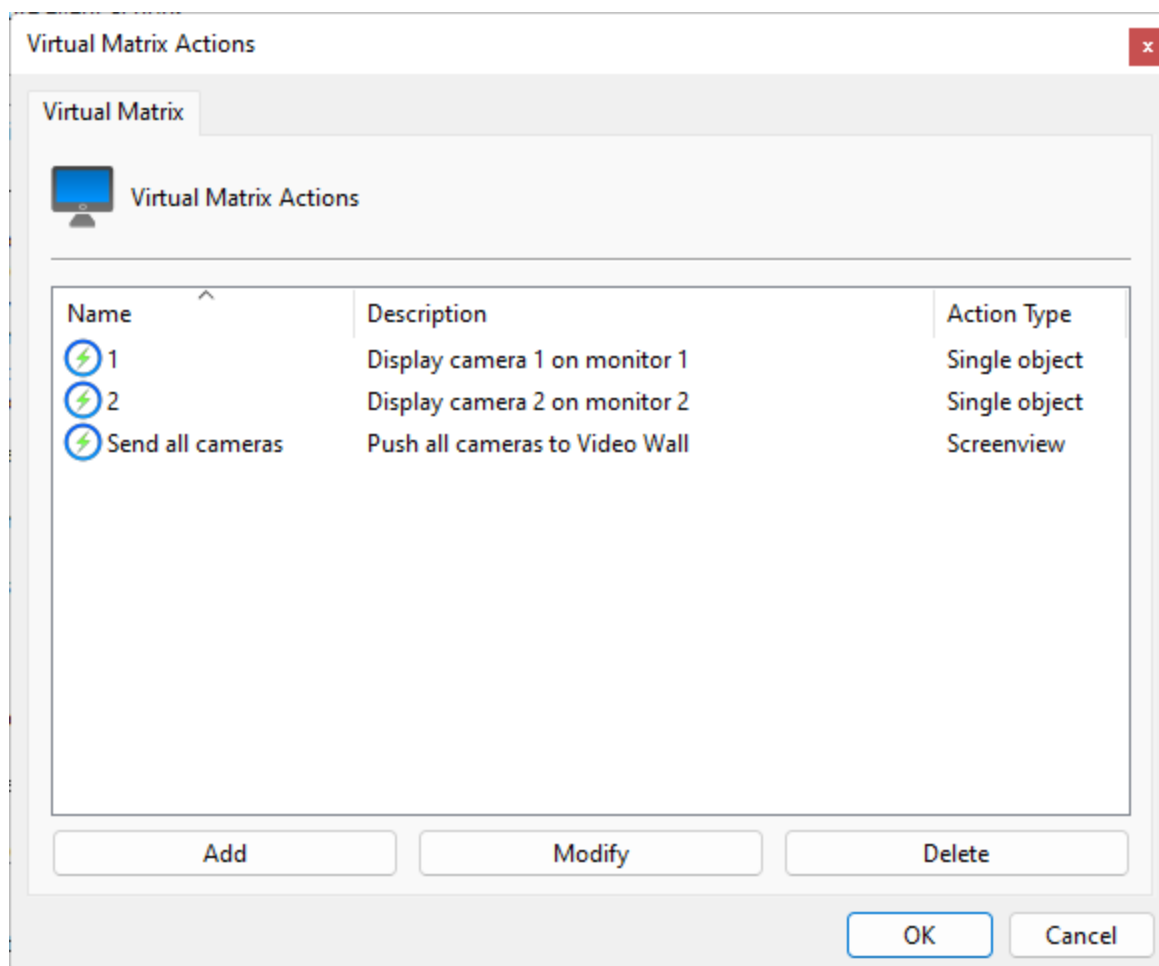 Virtual Matrix Actions
x
Virtual Matrix
Virtual Matrix Actions
Name Description Action Type
1 Display camera 1 on monitor 1 Single object
2 Display camera 2 on monitor 2 Single object
Send all cameras Push all cameras to Video Wall Screenview
Add Modify Delete
OK Cancel